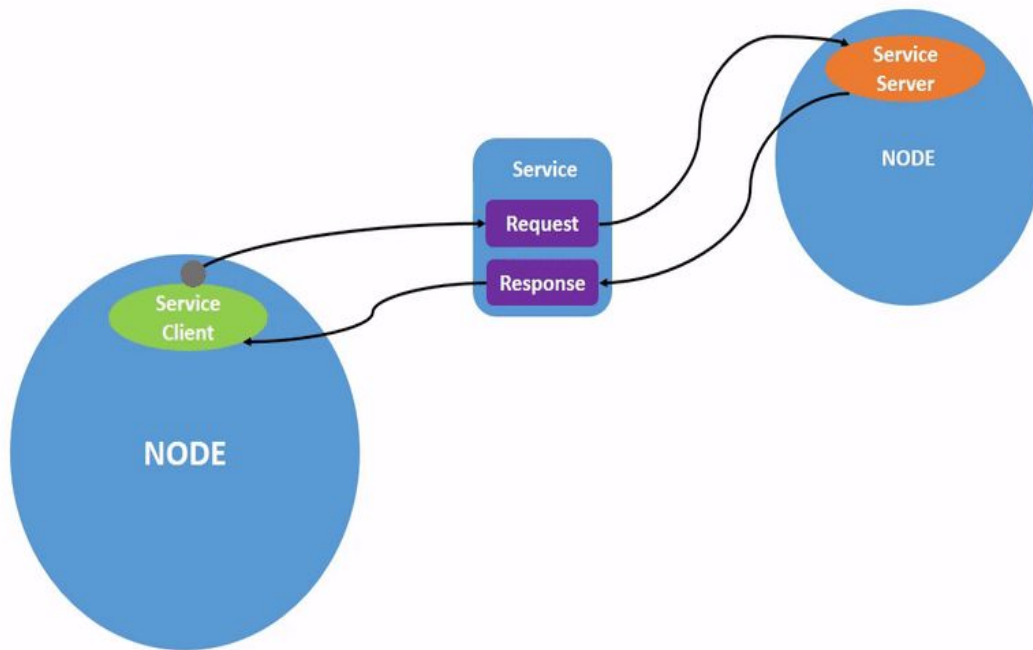 Service
Server
NODE
Service
Request
Response
Service
Client
NODE